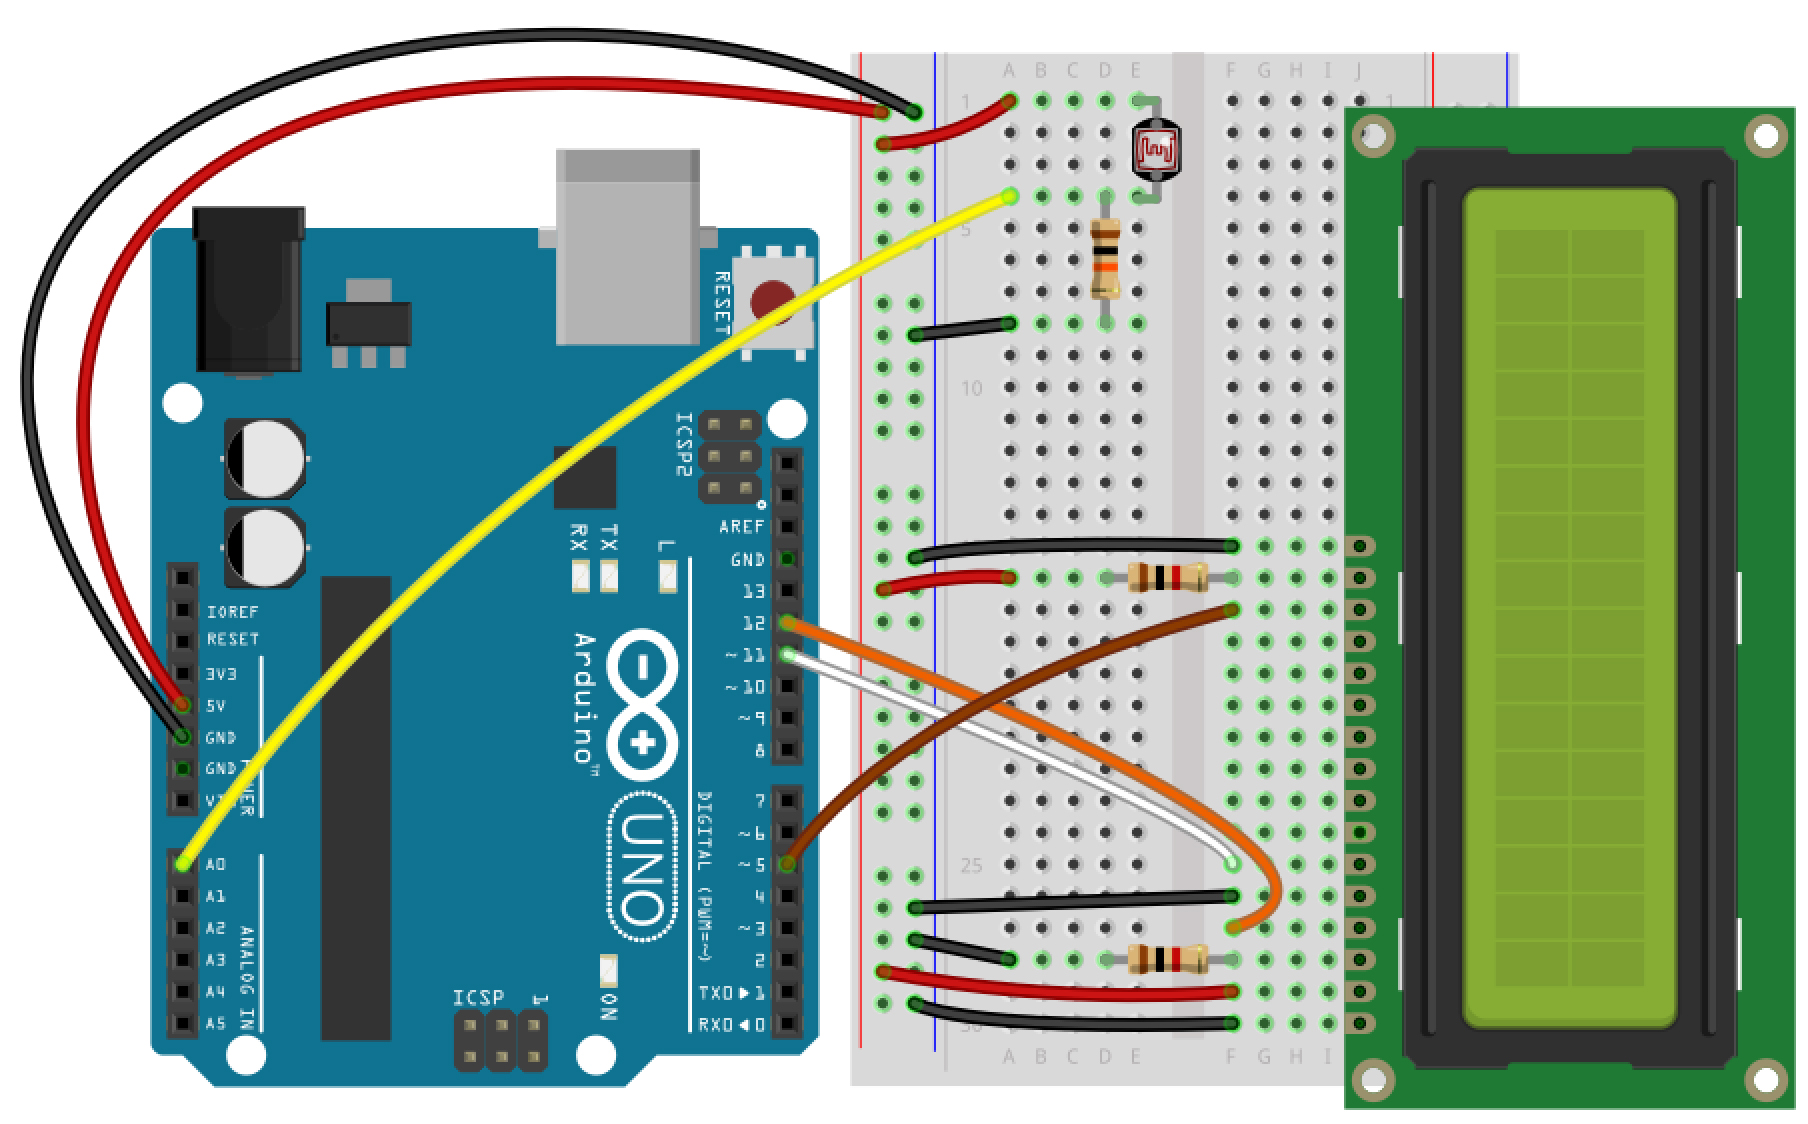 A B C D E F G H I J
1 1
5
10
25
30
A B C D E F G H I
RESET
ICSP2
AREF
GND
13
12
~11
~10
~9
8
7
~6
~5
4
~3
2
TX0▶1
RX0◀0
DIGITAL (PWM=~)
RX TX L
Arduino™
UNO
ON
ICSP 1
IOREF
RESET
3V3
5V
GND
GND
A0
A1
A2
A3
A4
A5
ANALOG IN